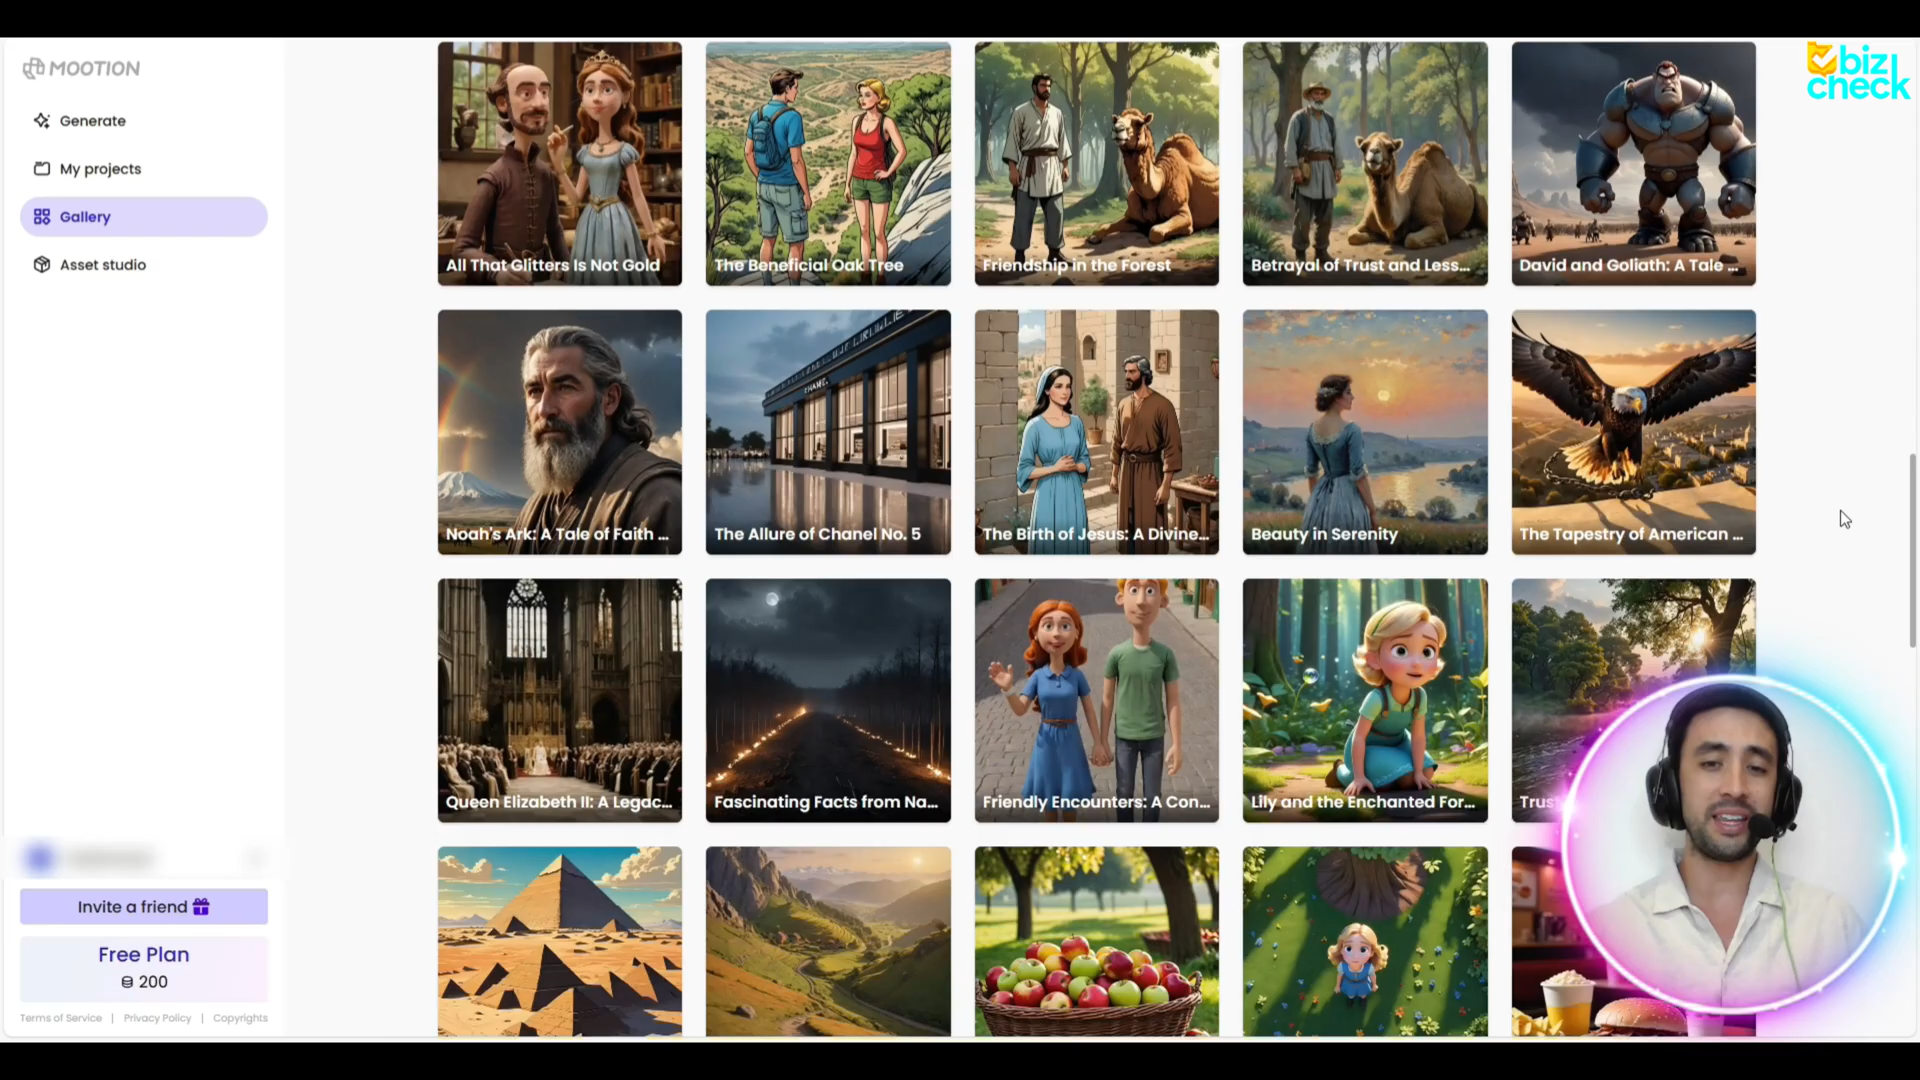 MOOTION
Generate
My projects
Gallery
Asset studio
Invite a friend
Free Plan
200
Terms of Service | Privacy Policy | Copyrights
All That Glitters Is Not Gold
The Beneficial Oak Tree
Friendship in the Forest
Betrayal of Trust and Less...
David and Goliath: A Tale ...
Noah's Ark: A Tale of Faith ...
The Allure of Chanel No. 5
The Birth of Jesus: A Divine...
Beauty in Serenity
The Tapestry of American ...
Queen Elizabeth II: A Legac...
Fascinating Facts from Na...
Friendly Encounters: A Con...
Lily and the Enchanted For...
Trus
biz
check